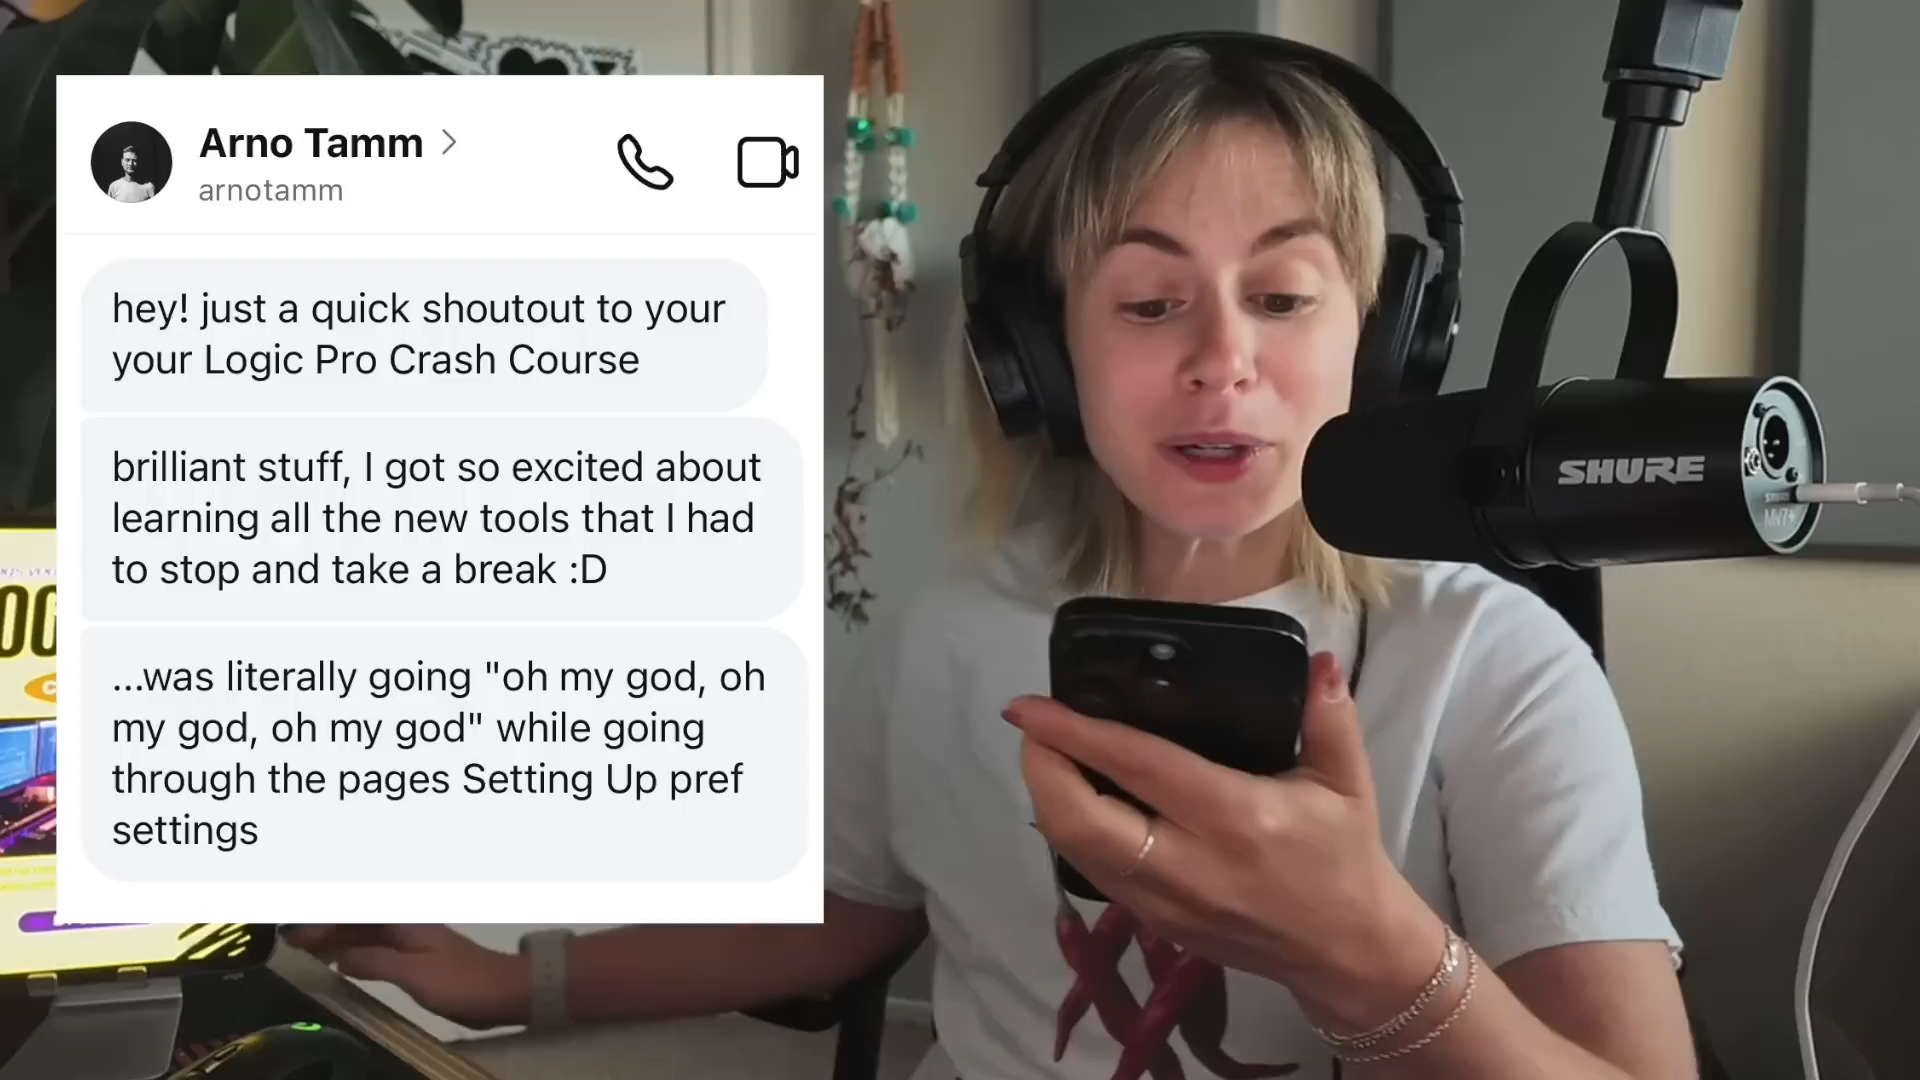 Arno Tamm
arnotamm
hey! just a quick shoutout to your
your Logic Pro Crash Course
brilliant stuff, I got so excited about
learning all the new tools that I had
to stop and take a break :D
...was literally going "oh my god, oh
my god, oh my god" while going
through the pages Setting Up pref
settings
SHURE
SHURE
MV7+